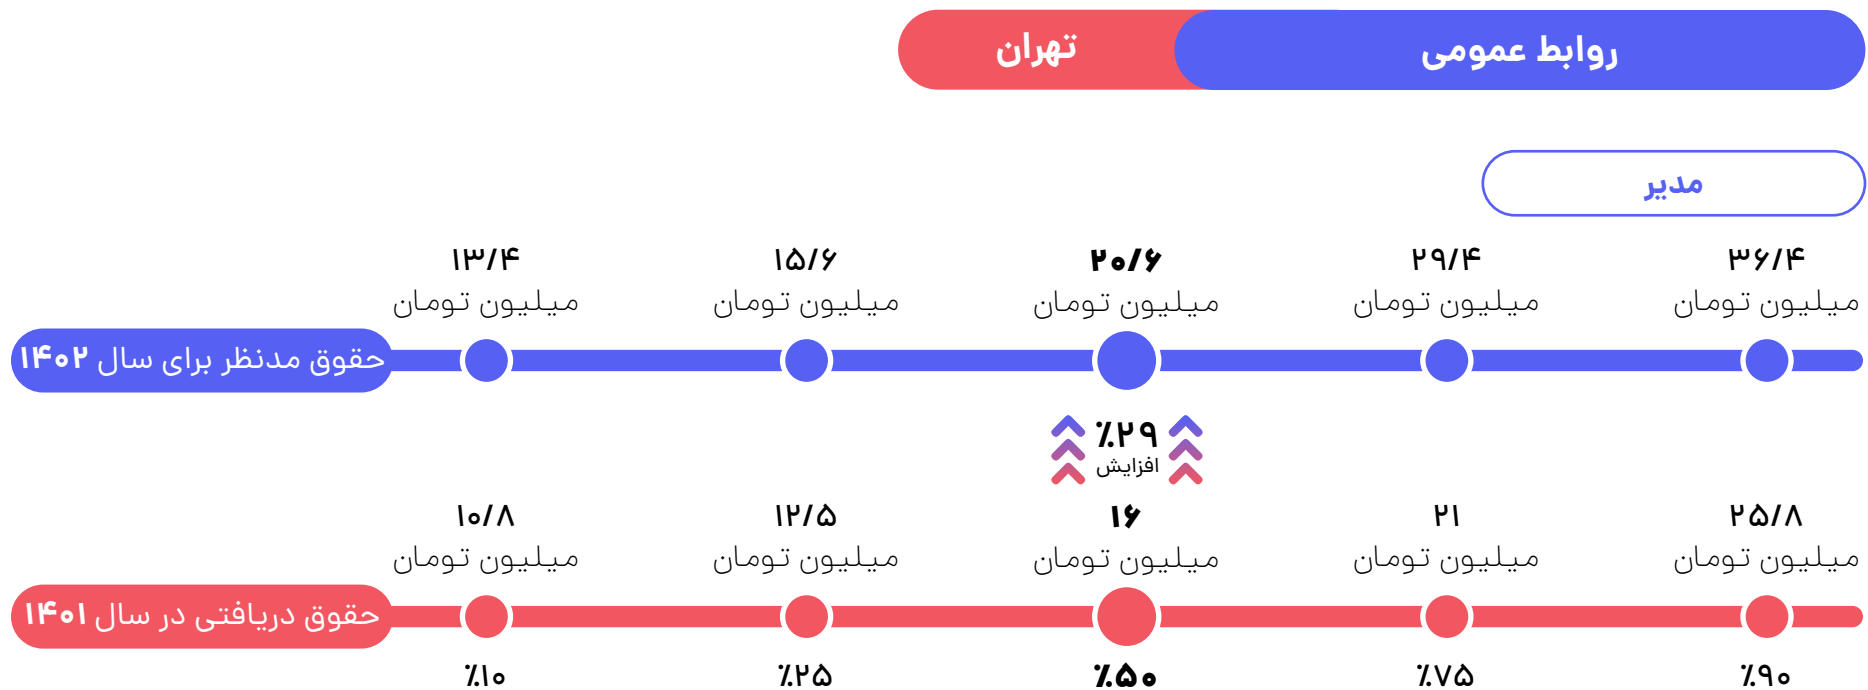 روابط عمومی
تهران
مدیر
۱۳/۴ ۱۵/۶ ۲۰/۶ ۲۹/۴ ۳۶/۴
میلیون تومان میلیون تومان میلیون تومان میلیون تومان میلیون تومان
حقوق مدنظر برای سال ۱۴۰۲
٪۲۹
افزایش
۱۰/۸ ۱۲/۵ ۱۶ ۲۱ ۲۵/۸
میلیون تومان میلیون تومان میلیون تومان میلیون تومان میلیون تومان
حقوق دریافتی در سال ۱۴۰۱
٪۱۰ ٪۲۵ ٪۵۰ ٪۷۵ ٪۹۰